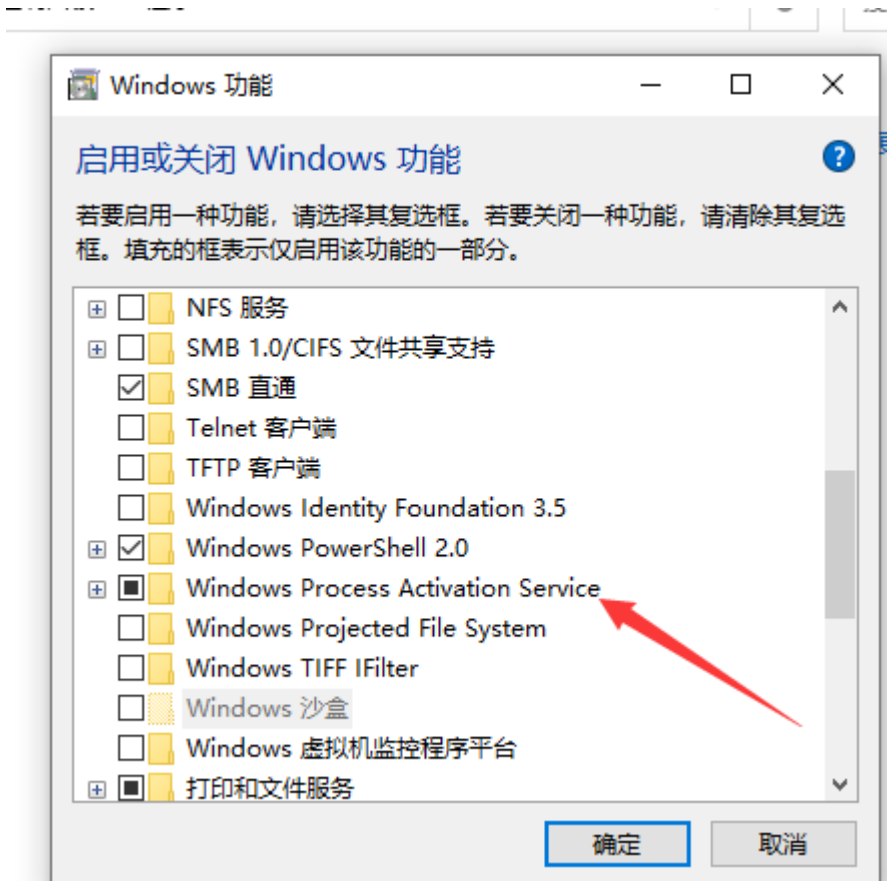 Windows 功能
启用或关闭 Windows 功能
若要启用一种功能，请选择其复选框。若要关闭一种功能，请清除其复选
框。填充的框表示仅启用该功能的一部分。
NFS 服务
SMB 1.0/CIFS 文件共享支持
SMB 直通
Telnet 客户端
TFTP 客户端
Windows Identity Foundation 3.5
Windows PowerShell 2.0
Windows Process Activation Service
Windows Projected File System
Windows TIFF IFilter
Windows 沙盒
Windows 虚拟机监控程序平台
打印和文件服务
确定
取消